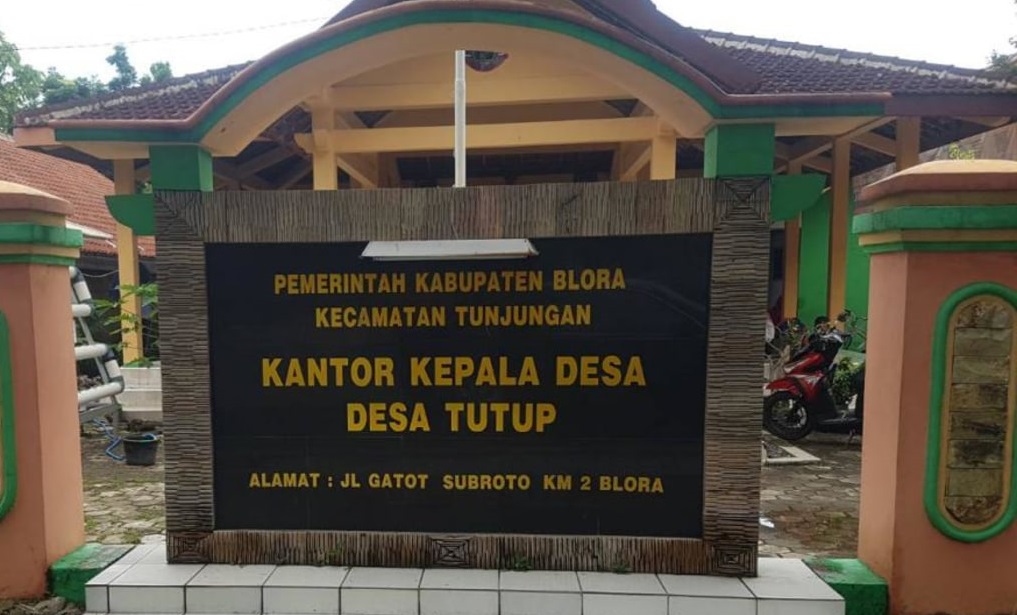 PEMERINTAH KABUPATEN BLORA
KECAMATAN TUNJUNGAN
KANTOR KEPALA DESA
DESA TUTUP
ALAMAT : JL GATOT SUBROTO KM 2 BLORA